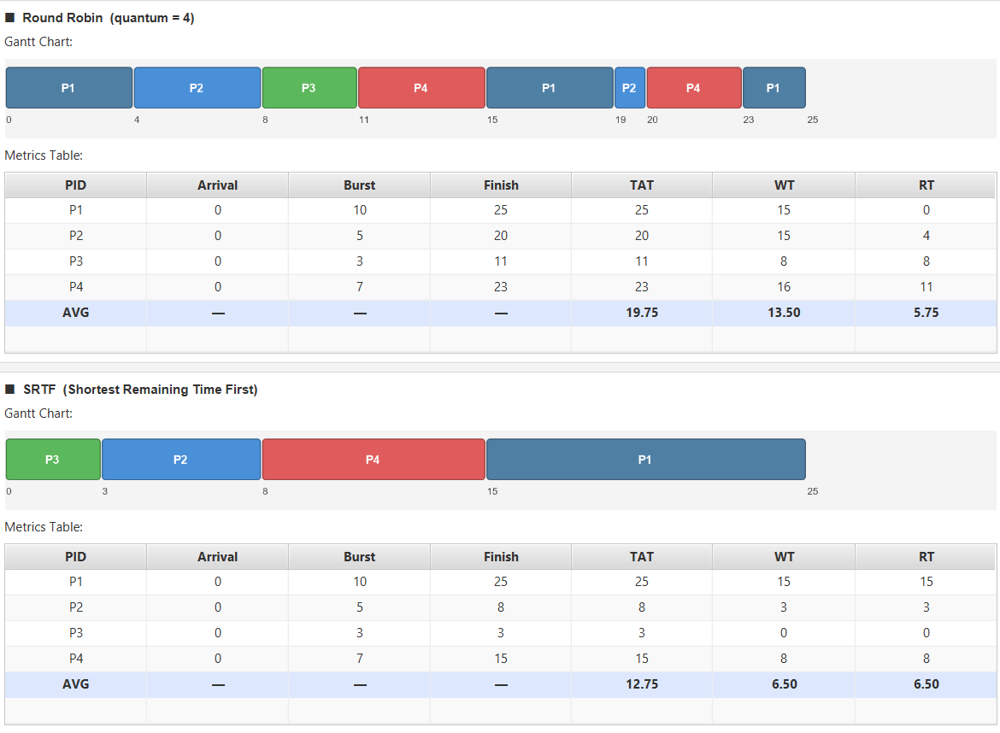 ■ Round Robin (quantum = 4)
Gantt Chart:
P1 P2 P3 P4 P1 P2 P4 P1
0 4 8 11 15 19 20 23 25
Metrics Table:
PID Arrival Burst Finish TAT WT RT
P1 0 10 25 25 15 0
P2 0 5 20 20 15 4
P3 0 3 11 11 8 8
P4 0 7 23 23 16 11
AVG — — — 19.75 13.50 5.75
■ SRTF (Shortest Remaining Time First)
Gantt Chart:
P3 P2 P4 P1
0 3 8 15 25
Metrics Table:
PID Arrival Burst Finish TAT WT RT
P1 0 10 25 25 15 15
P2 0 5 8 8 3 3
P3 0 3 3 3 0 0
P4 0 7 15 15 8 8
AVG — — — 12.75 6.50 6.50